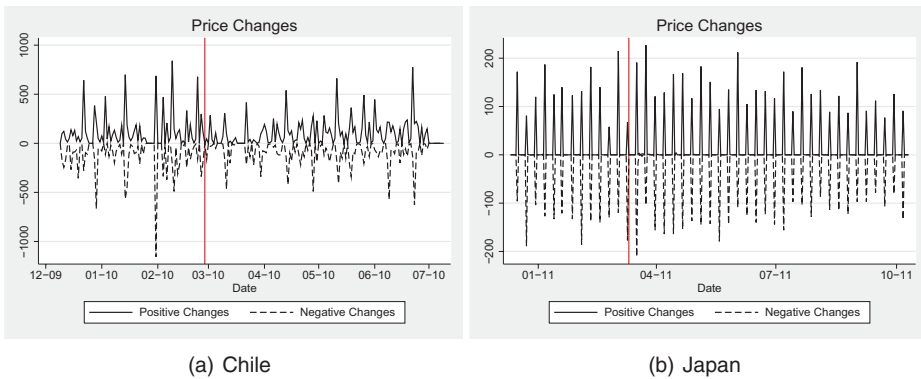 Price Changes
1000
500
0
−500
−1000
12−09 01−10 02−10 03−10 04−10 05−10 06−10 07−10
Date
Positive Changes Negative Changes
(a) Chile
Price Changes
200
100
0
−100
−200
01−11 04−11 07−11 10−11
Date
Positive Changes Negative Changes
(b) Japan